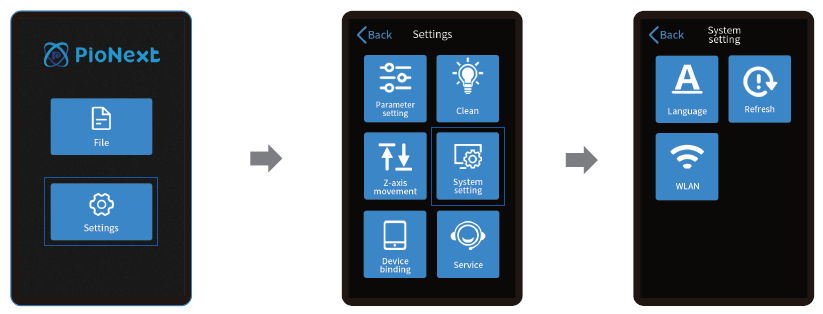 PioNext
File
Settings
Back
Settings
Parameter
setting
Clean
Z-axis
movement
System
setting
Device
binding
Service
Back
System
setting
Language
Refresh
WLAN